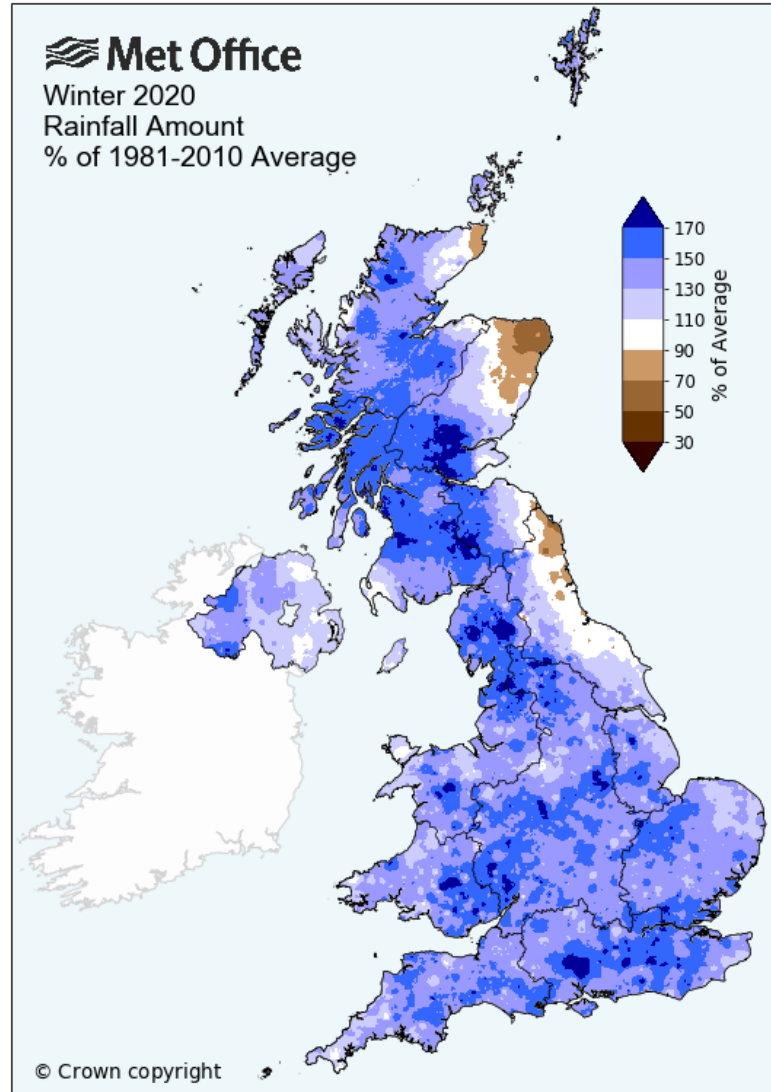 Met Office
Winter 2020
Rainfall Amount
% of 1981-2010 Average
170
150
130
110
90
70
50
30
% of Average
© Crown copyright